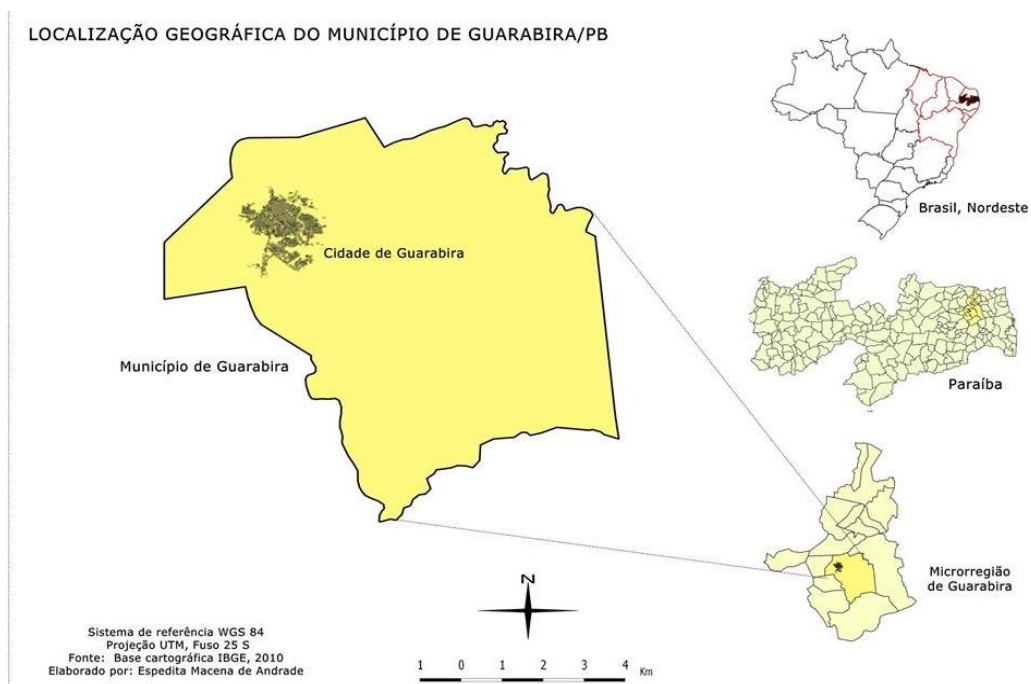 LOCALIZAÇÃO GEOGRÁFICA DO MUNICÍPIO DE GUARABIRA/PB
Brasil, Nordeste
Cidade de Guarabira
Município de Guarabira
Paraíba
Microrregião
de Guarabira
N
Sistema de referência WGS 84
Projeção UTM, Fuso 25 S
Fonte: Base cartográfica IBGE, 2010
Elaborado por: Espedita Macena de Andrade
1 0 1 2 3 4 Km